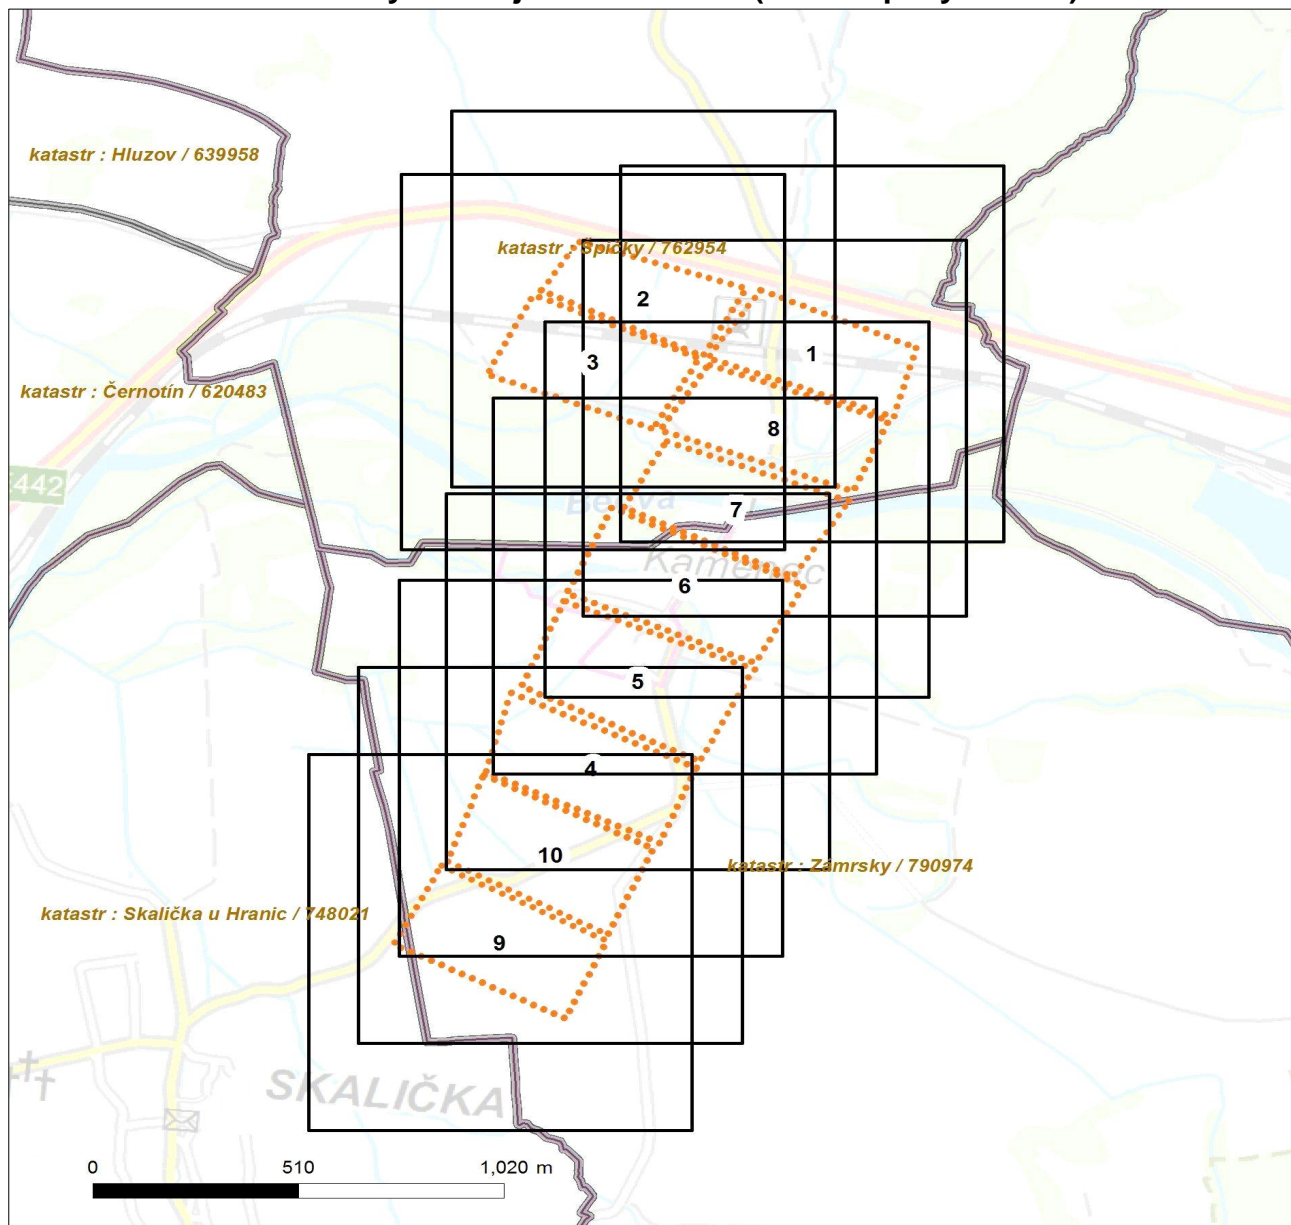 katastr : Hluzov / 639958
katastr : Špičky / 762954
2
1
3
katastr : Černotín / 620483
8
442
Bečva
7
Kamenec
6
5
4
10
katastr : Zámrsky / 790974
katastr : Skalička u Hranic / 748021
9
SKALIČKA
0 510 1,020 m